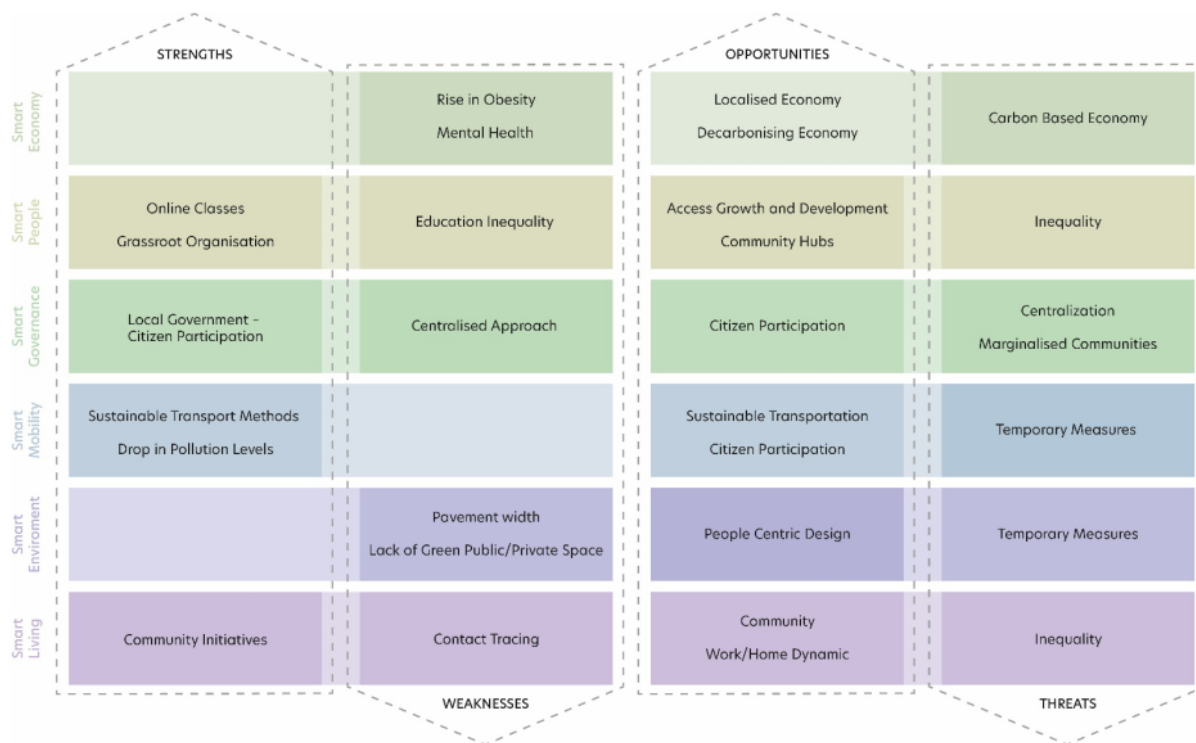 STRENGTHS
OPPORTUNITIES
Smart
Economy
Rise in Obesity
Mental Health
Localised Economy
Decarbonising Economy
Carbon Based Economy
Smart
People
Online Classes
Grassroot Organisation
Education Inequality
Access Growth and Development
Community Hubs
Inequality
Smart
Governance
Local Government –
Citizen Participation
Centralised Approach
Citizen Participation
Centralization
Marginalised Communities
Smart
Mobility
Sustainable Transport Methods
Drop in Pollution Levels
Sustainable Transportation
Citizen Participation
Temporary Measures
Smart
Enviroment
Pavement width
Lack of Green Public/Private Space
People Centric Design
Temporary Measures
Smart
Living
Community Initiatives
Contact Tracing
Community
Work/Home Dynamic
Inequality
WEAKNESSES
THREATS